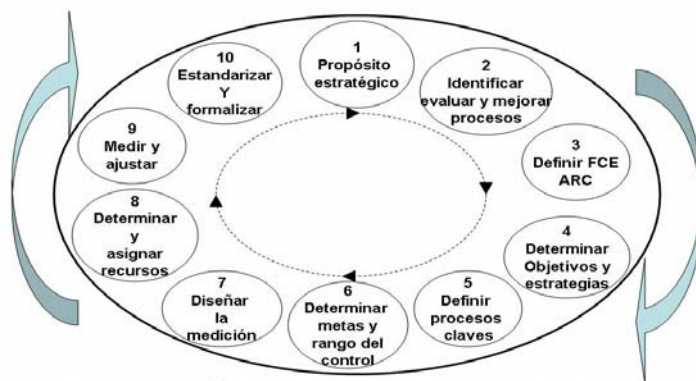 1
Propósito
estratégico
2
Identificar
evaluar y mejorar
procesos
3
Definir FCE
ARC
4
Determinar
Objetivos y
estrategias
5
Definir
procesos
claves
6
Determinar
metas y
rango del
control
7
Diseñar
la
medición
8
Determinar
y
asignar
recursos
9
Medir y
ajustar
10
Estandarizar
Y
formalizar